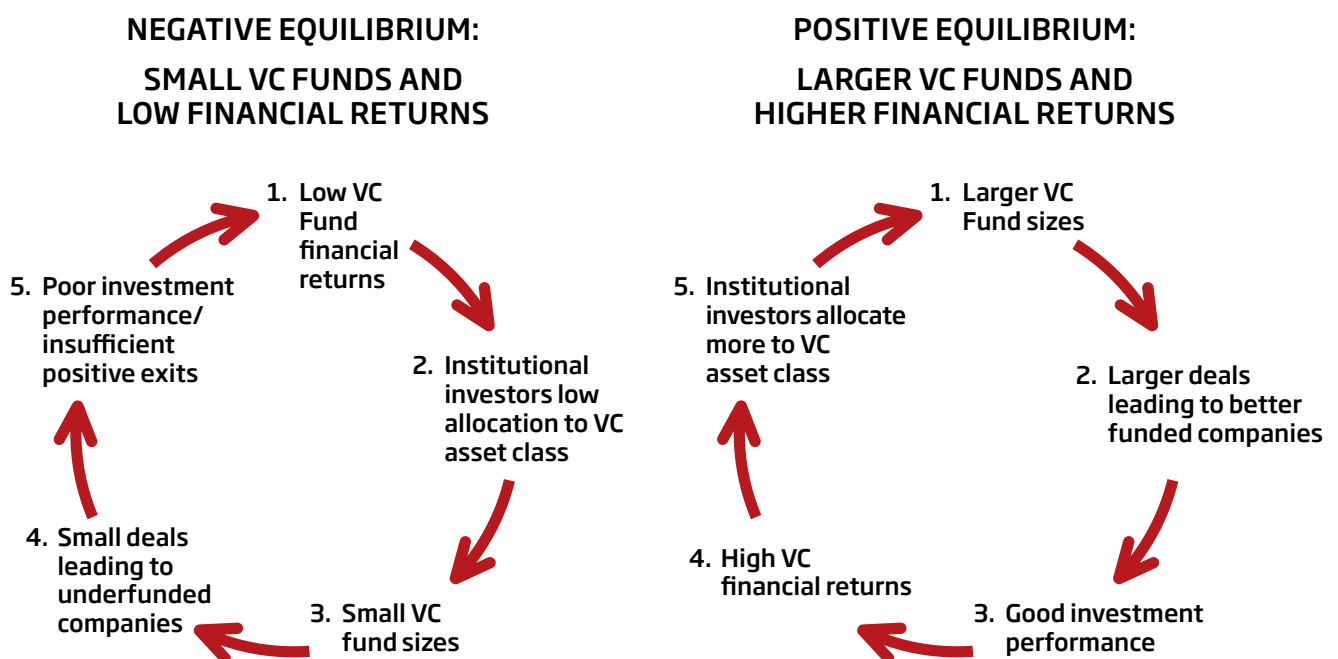 NEGATIVE EQUILIBRIUM:
SMALL VC FUNDS AND
LOW FINANCIAL RETURNS
1. Low VC
Fund
financial
returns
2. Institutional
investors low
allocation to VC
asset class
3. Small VC
fund sizes
4. Small deals
leading to
underfunded
companies
5. Poor investment
performance/
insufficient
positive exits
POSITIVE EQUILIBRIUM:
LARGER VC FUNDS AND
HIGHER FINANCIAL RETURNS
1. Larger VC
Fund sizes
2. Larger deals
leading to better
funded companies
3. Good investment
performance
4. High VC
financial returns
5. Institutional
investors allocate
more to VC
asset class